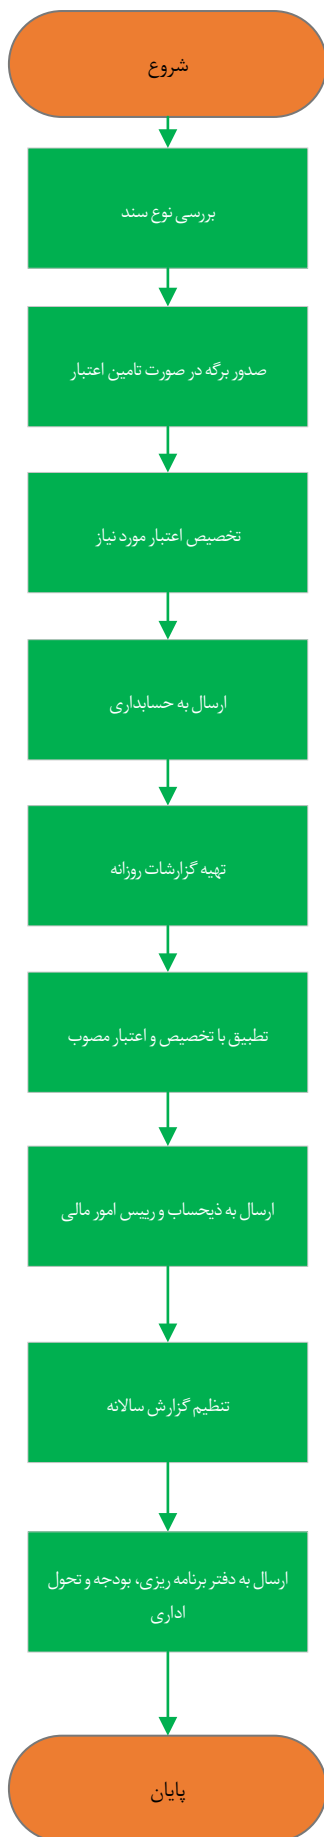 شروع
بررسی نوع سند
صدور برگه در صورت تامین اعتبار
تخصیص اعتبار مورد نیاز
ارسال به حسابداری
تهیه گزارشات روزانه
تطبیق با تخصیص و اعتبار مصوب
ارسال به ذیحساب و رییس امور مالی
تنظیم گزارش سالانه
ارسال به دفتر برنامه ریزی، بودجه و تحول
اداری
پایان